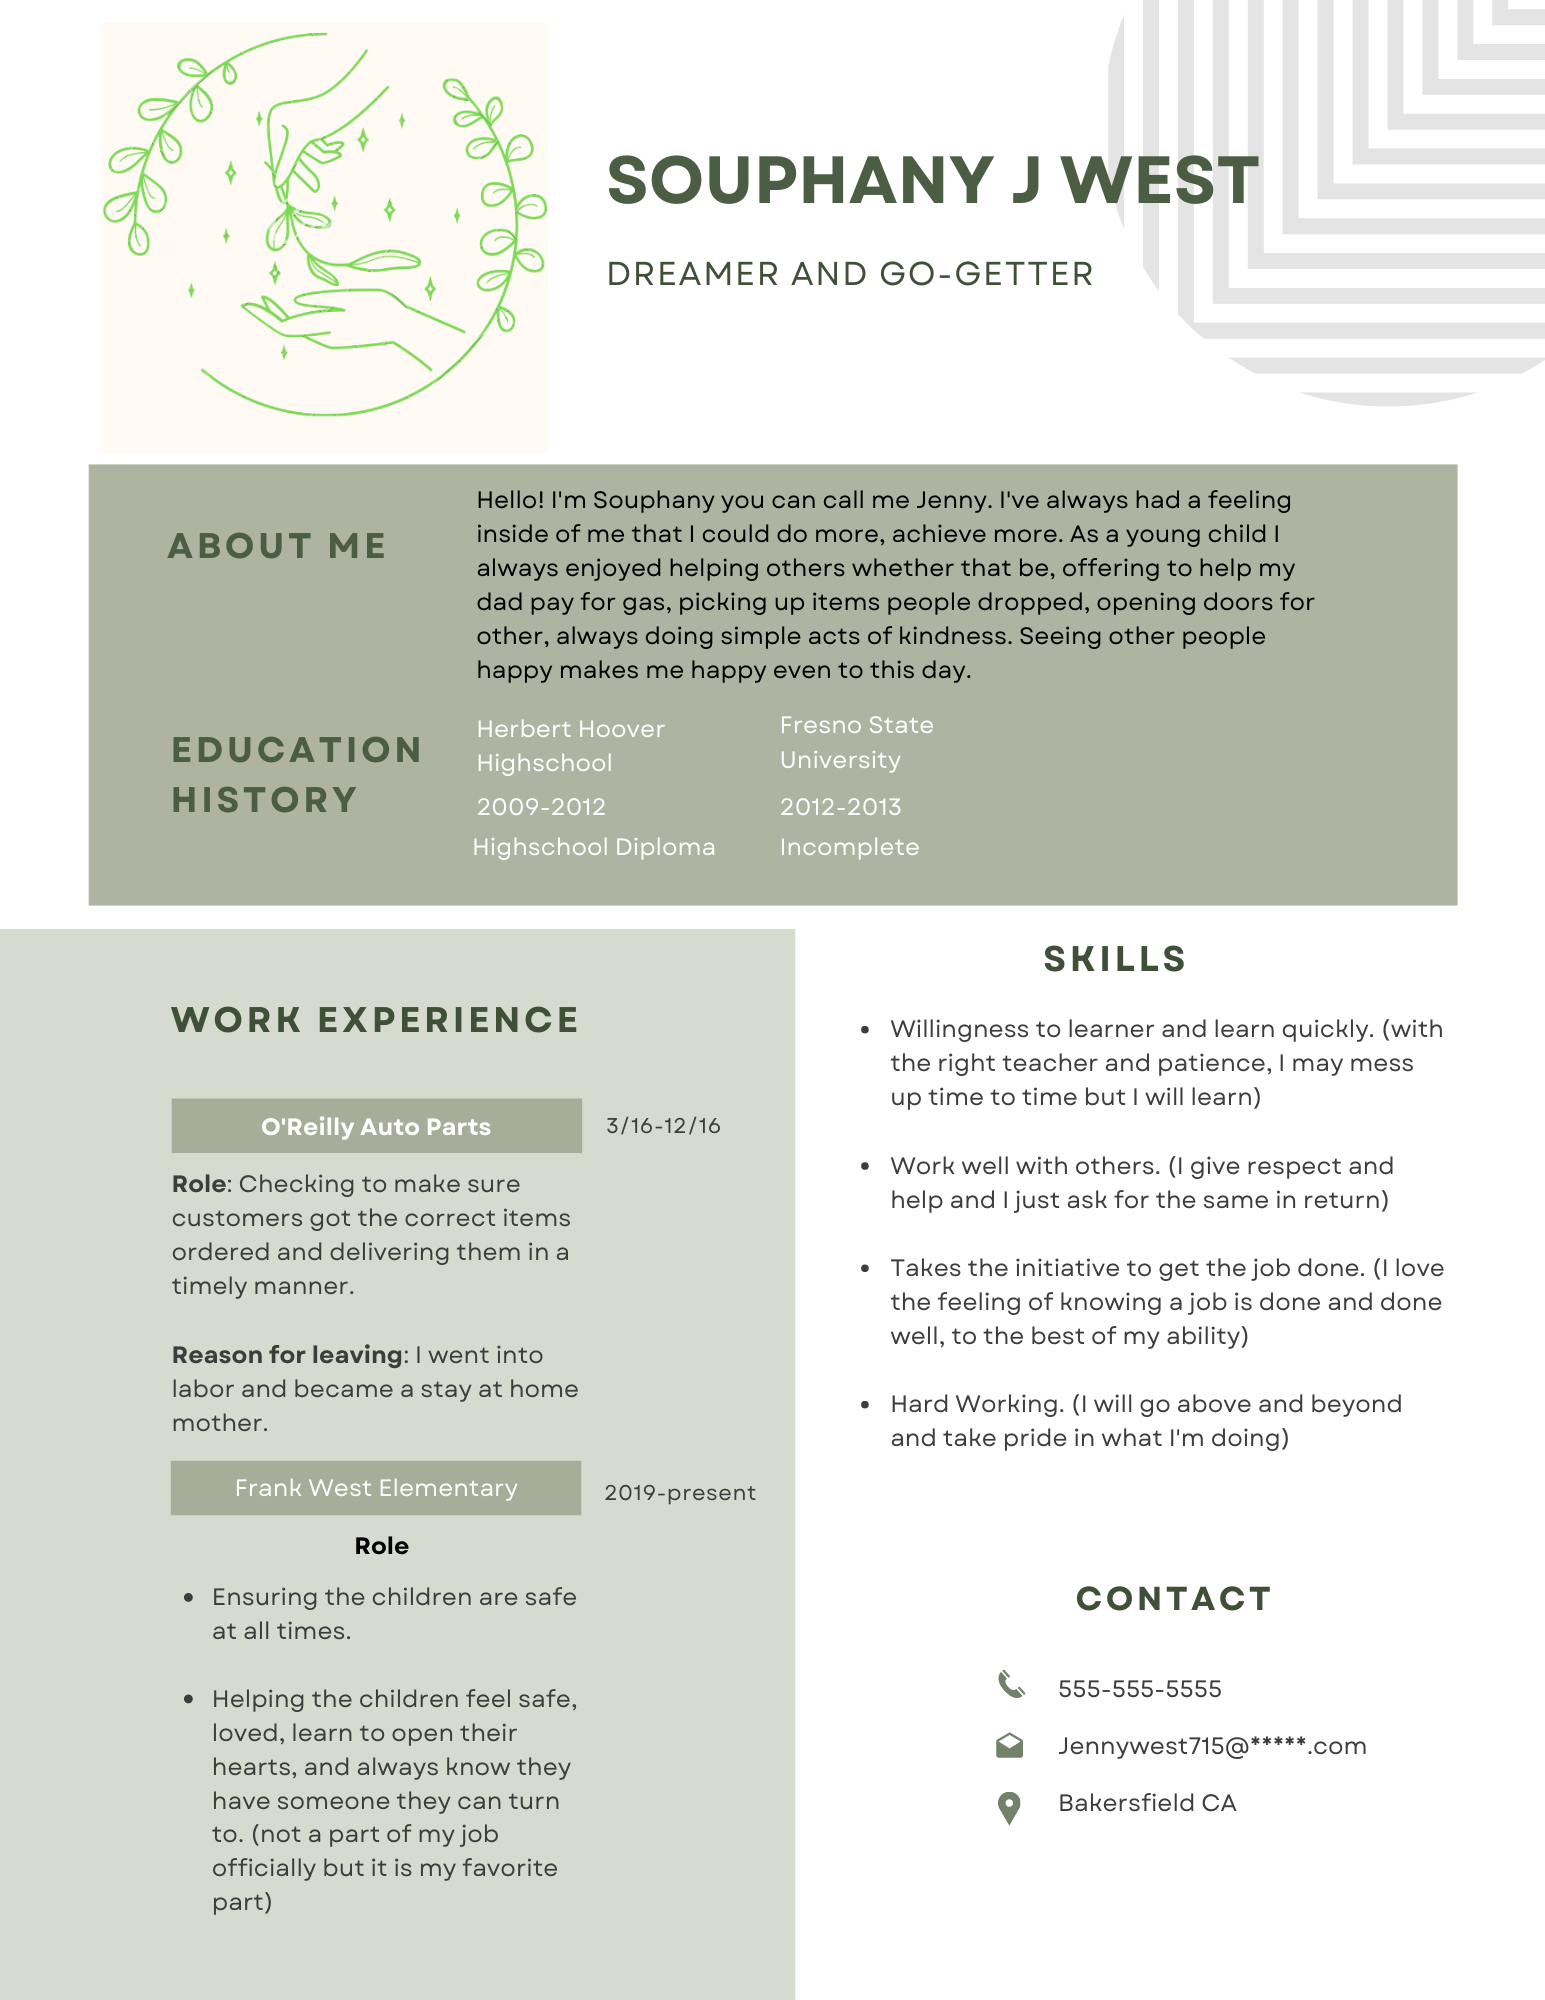 SOUPHANY J WEST
DREAMER AND GO-GETTER
ABOUT ME
Hello! I'm Souphany you can call me Jenny. I've always had a feeling
inside of me that I could do more, achieve more. As a young child I
always enjoyed helping others whether that be, offering to help my
dad pay for gas, picking up items people dropped, opening doors for
other, always doing simple acts of kindness. Seeing other people
happy makes me happy even to this day.
EDUCATION
HISTORY
Herbert Hoover
Highschool
2009-2012
Highschool Diploma
Fresno State
University
2012-2013
Incomplete
WORK EXPERIENCE
O'Reilly Auto Parts
3/16-12/16
Role: Checking to make sure
customers got the correct items
ordered and delivering them in a
timely manner.
Reason for leaving: I went into
labor and became a stay at home
mother.
Frank West Elementary
2019-present
Role
• Ensuring the children are safe
at all times.
• Helping the children feel safe,
loved, learn to open their
hearts, and always know they
have someone they can turn
to. (not a part of my job
officially but it is my favorite
part)
SKILLS
• Willingness to learner and learn quickly. (with
the right teacher and patience, I may mess
up time to time but I will learn)
• Work well with others. (I give respect and
help and I just ask for the same in return)
• Takes the initiative to get the job done. (I love
the feeling of knowing a job is done and done
well, to the best of my ability)
• Hard Working. (I will go above and beyond
and take pride in what I'm doing)
CONTACT
555-555-5555
Jennywest715@*****.com
Bakersfield CA